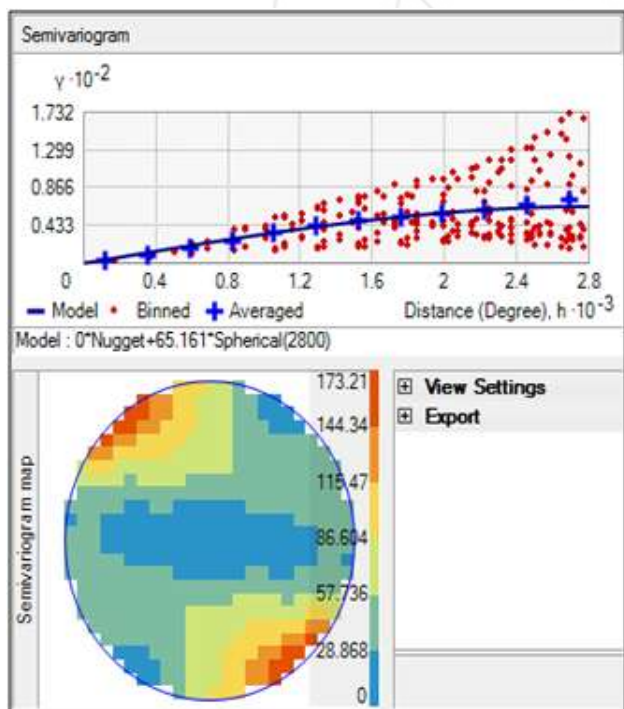 Semivariogram
γ ·10⁻²
1.732
1.299
0.866
0.433
0 0.4 0.8 1.2 1.6 2 2.4 2.8
Model Binned Averaged Distance (Degree), h ·10⁻³
Model : 0*Nugget+65.161*Spherical(2800)
Semivariogram map
173.21
144.34
115.47
86.604
57.736
28.868
0
View Settings
Export